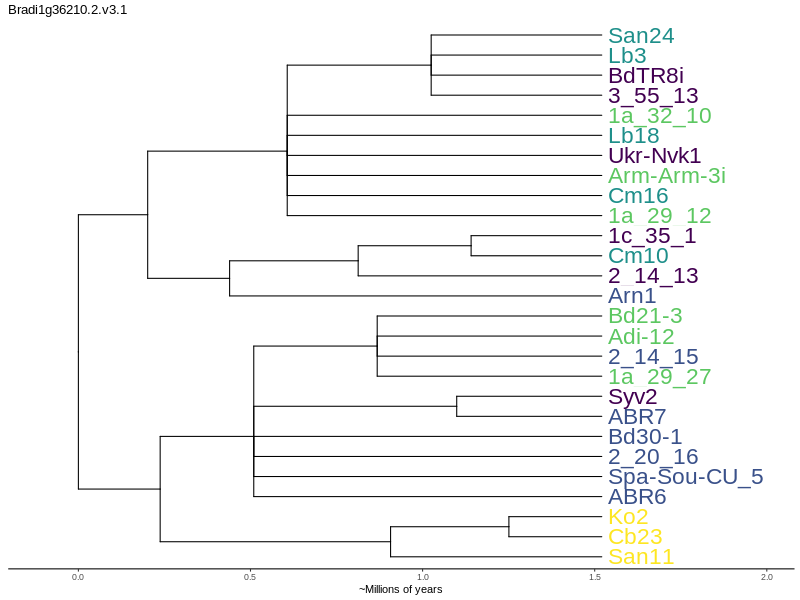 Bradi1g36210.2.v3.1
San24
Lb3
BdTR8i
3_55_13
1a_32_10
Lb18
Ukr-Nvk1
Arm-Arm-3i
Cm16
1a_29_12
1c_35_1
Cm10
2_14_13
Arn1
Bd21-3
Adi-12
2_14_15
1a_29_27
Syv2
ABR7
Bd30-1
2_20_16
Spa-Sou-CU_5
ABR6
Ko2
Cb23
San11
0.0 0.5 1.0 1.5 2.0
~Millions of years